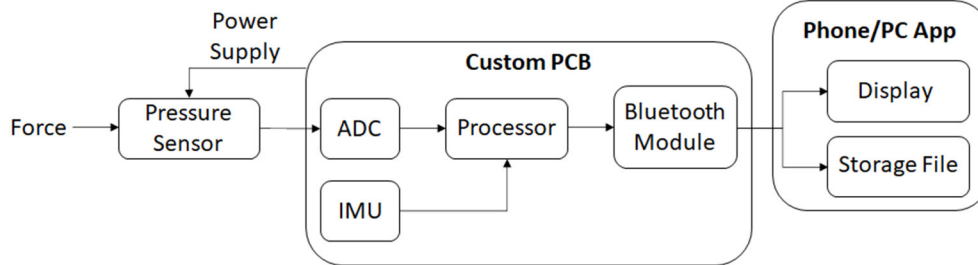 Power
Supply
Custom PCB
Phone/PC App
Force
Pressure
Sensor
ADC
Processor
Bluetooth
Module
IMU
Display
Storage File